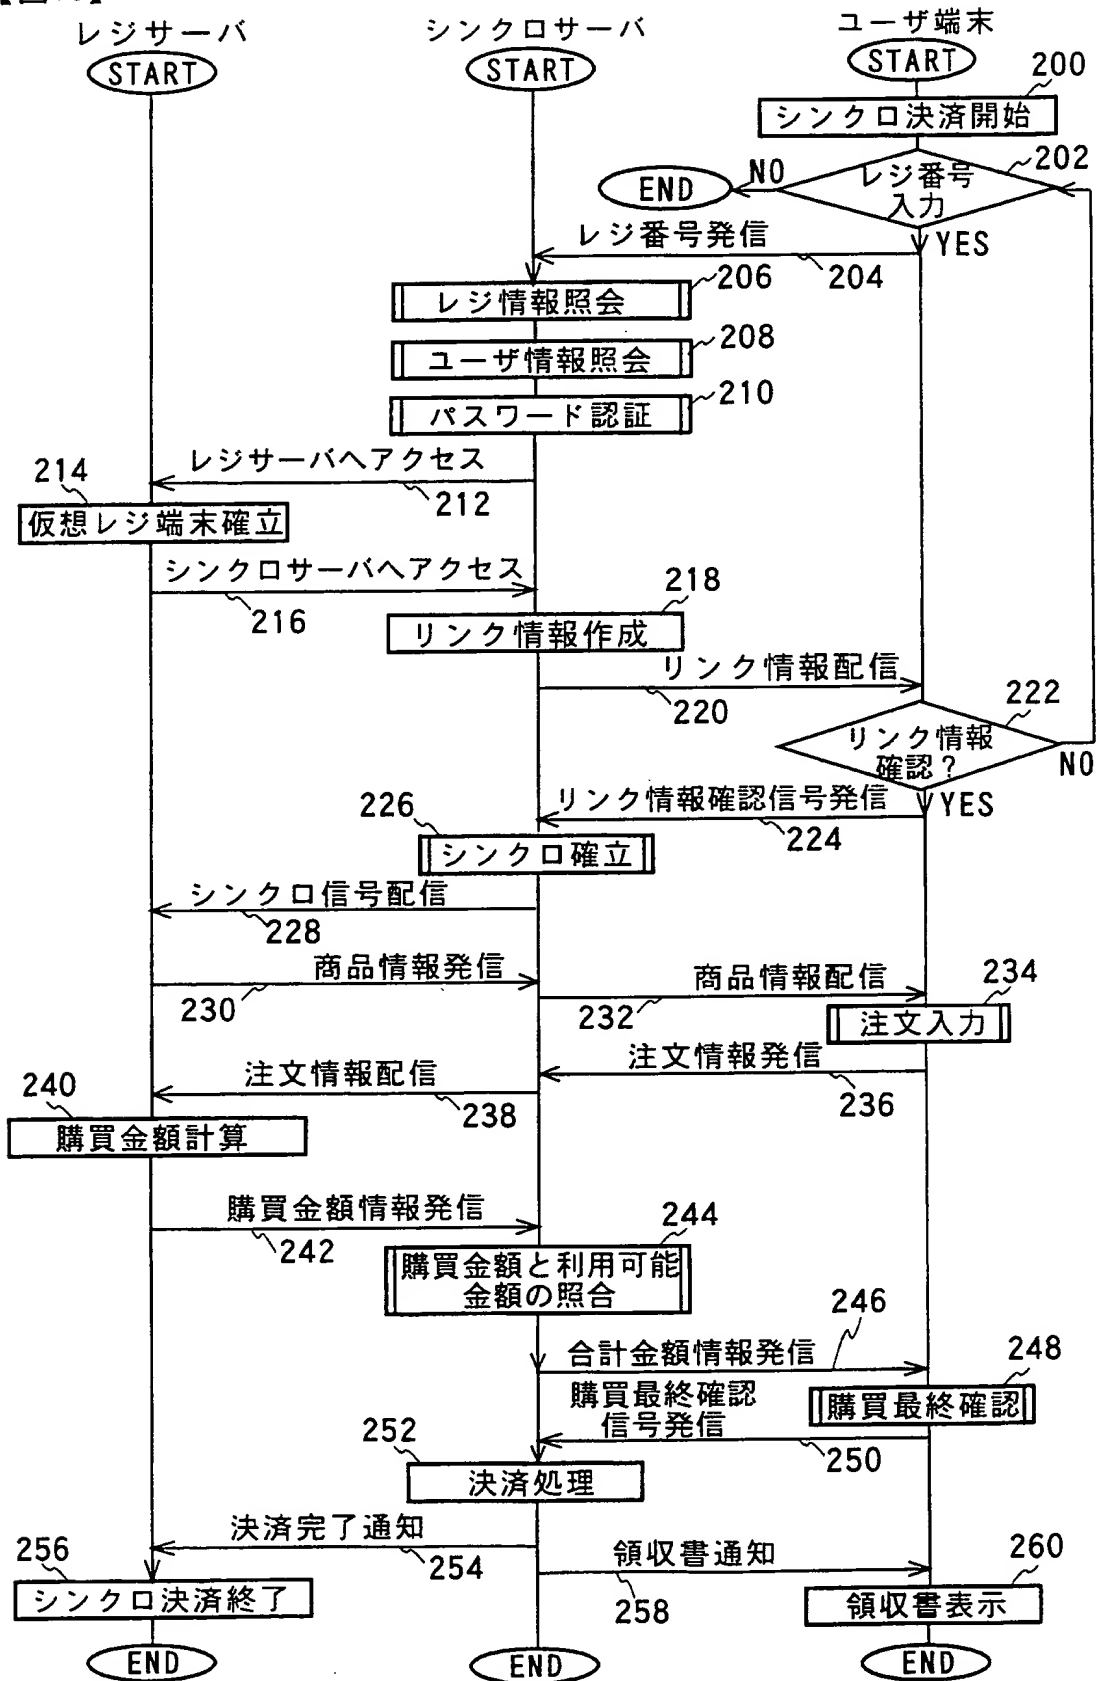 レジサーバ
シンクロサーバ
ユーザ端末
START
START
START
200
シンクロ決済開始
202
レジ番号
入力
NO
END
YES
レジ番号発信
204
206
レジ情報照会
208
ユーザ情報照会
210
パスワード認証
レジサーバへアクセス
212
214
仮想レジ端末確立
シンクロサーバへアクセス
216
218
リンク情報作成
リンク情報配信
220
222
リンク情報
確認?
NO
YES
リンク情報確認信号発信
224
226
シンクロ確立
シンクロ信号配信
228
商品情報発信
230
商品情報配信
232
234
注文入力
注文情報発信
236
注文情報配信
238
240
購買金額計算
購買金額情報発信
242
244
購買金額と利用可能
金額の照合
合計金額情報発信
246
248
購買最終確認
購買最終確認
信号発信
250
252
決済処理
決済完了通知
254
256
シンクロ決済終了
領収書通知
258
260
領収書表示
END
END
END